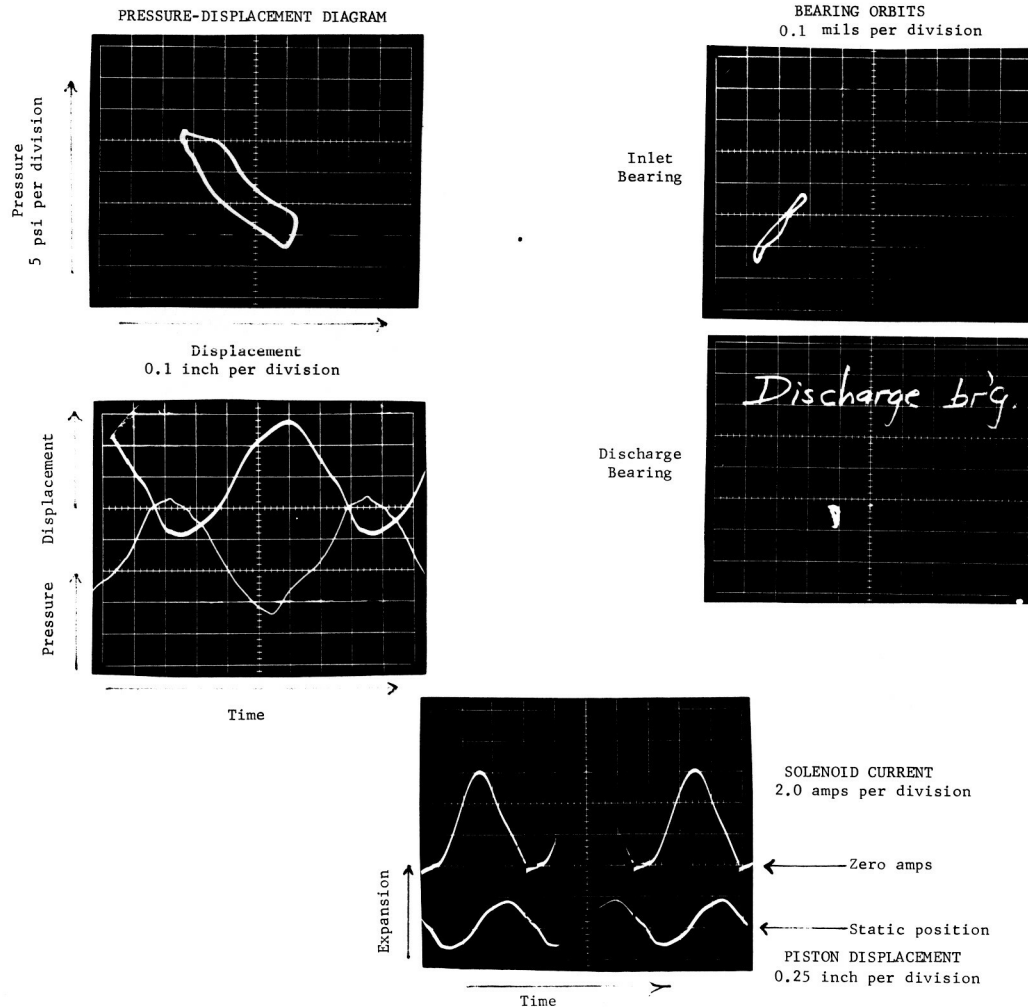 PRESSURE-DISPLACEMENT DIAGRAM
Pressure
5 psi per division
Displacement
0.1 inch per division
BEARING ORBITS
0.1 mils per division
Inlet
Bearing
Discharge br'g.
Discharge
Bearing
Displacement
Pressure
Time
SOLENOID CURRENT
2.0 amps per division
Zero amps
Expansion
Static position
PISTON DISPLACEMENT
0.25 inch per division
Time